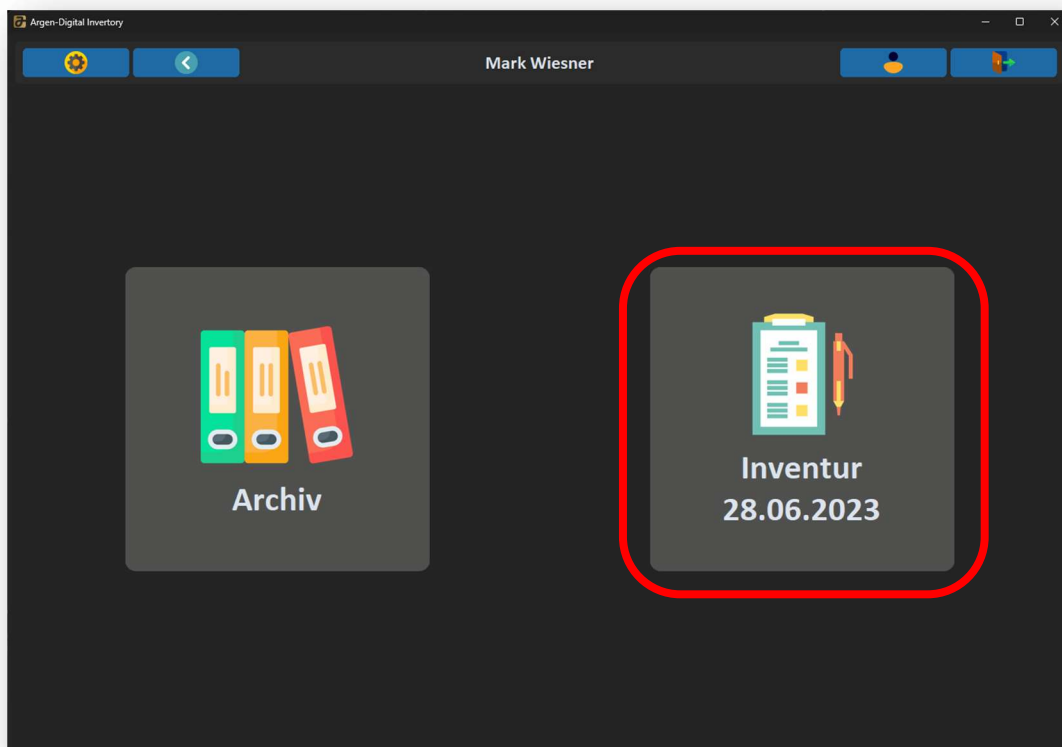 Argen-Digital Invertory
Mark Wiesner
Archiv
Inventur
28.06.2023